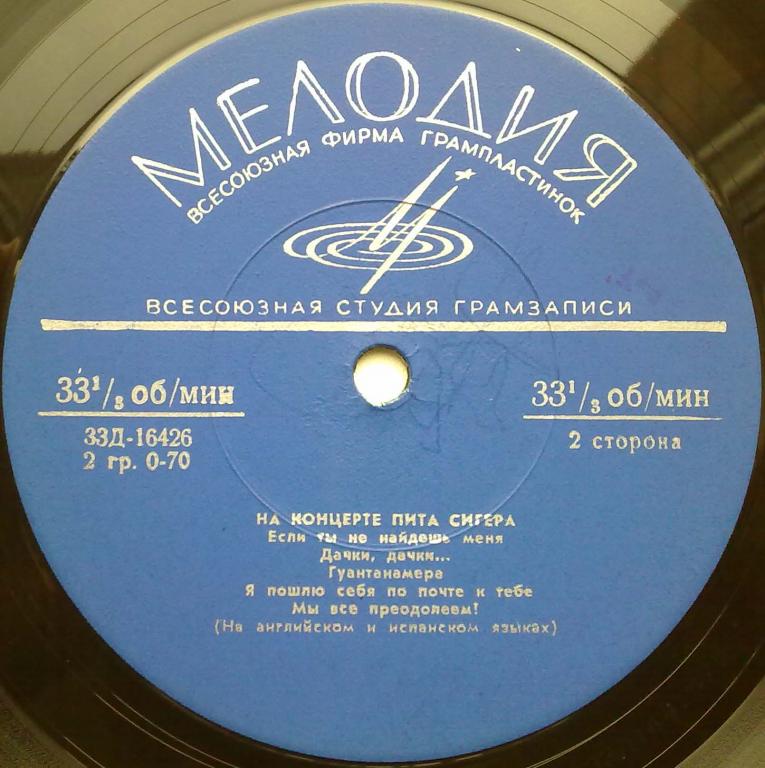 МЕЛОДИЯ
ВСЕСОЮЗНАЯ ФИРМА ГРАМПЛАСТИНОК
ВСЕСОЮЗНАЯ СТУДИЯ ГРАМЗАПИСИ
33¹/₃ об/мин
33Д-16426
2 гр. 0-70
33¹/₃ об/мин
2 сторона
НА КОНЦЕРТЕ ПИТА СИГЕРА
Если ты не найдешь меня
Дачки, дачки...
Гуантанамера
Я пошлю себя по почте к тебе
Мы все преодолеем!
(На английском и испанском языках)